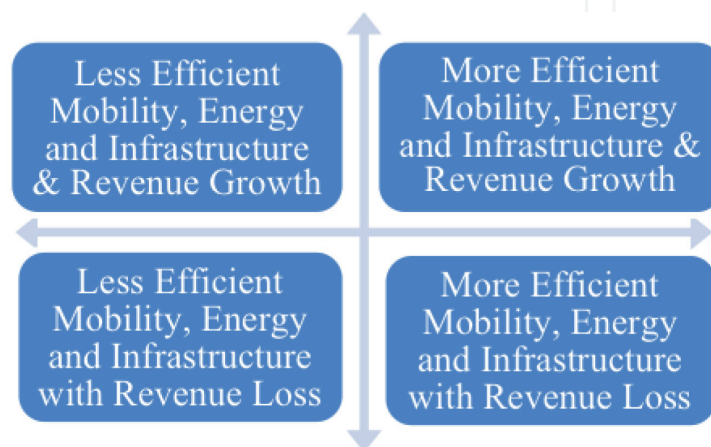 Less Efficient
Mobility, Energy
and Infrastructure
& Revenue Growth
More Efficient
Mobility, Energy
and Infrastructure &
Revenue Growth
Less Efficient
Mobility, Energy
and Infrastructure
with Revenue Loss
More Efficient
Mobility, Energy
and Infrastructure
with Revenue Loss